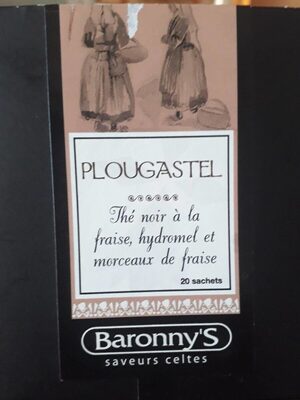 PLOUGASTEL
Thé noir à la
fraise, hydromel et
morceaux de fraise
20 sachets
Baronny'S
saveurs celtes